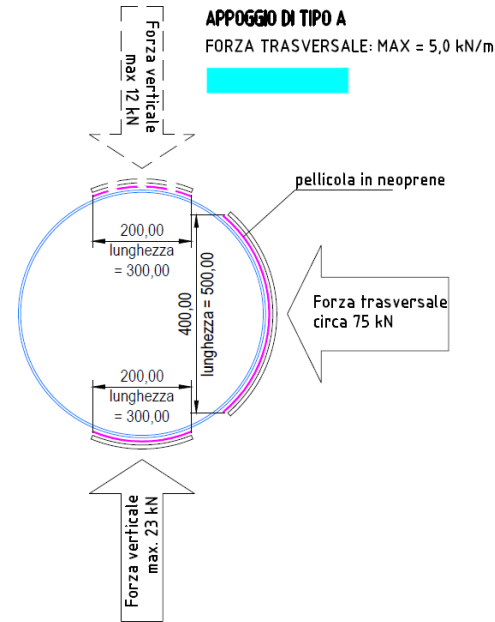 APPOGGIO DI TIPO A
FORZA TRASVERSALE: MAX = 5,0 kN/m
Forza verticale
max 12 kN
pellicola in neoprene
200,00
lunghezza
= 300,00
400,00
lunghezza = 500,00
Forza trasversale
circa 75 kN
200,00
lunghezza
= 300,00
Forza verticale
max. 23 kN